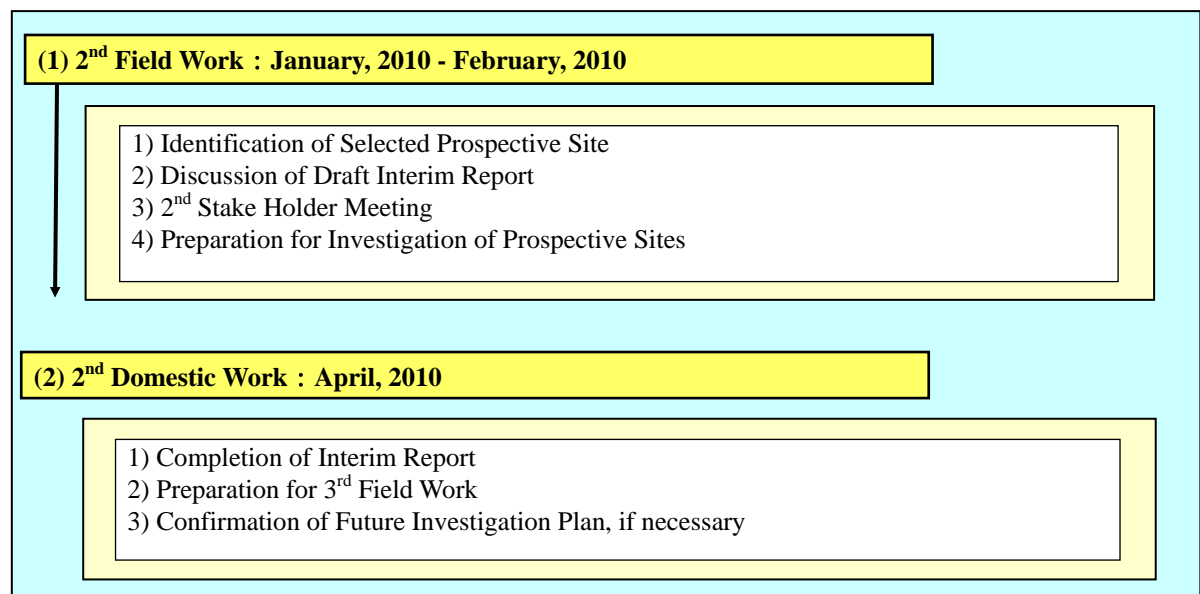 (1) 2nd Field Work : January, 2010 - February, 2010
1) Identification of Selected Prospective Site
2) Discussion of Draft Interim Report
3) 2nd Stake Holder Meeting
4) Preparation for Investigation of Prospective Sites
(2) 2nd Domestic Work : April, 2010
1) Completion of Interim Report
2) Preparation for 3rd Field Work
3) Confirmation of Future Investigation Plan, if necessary